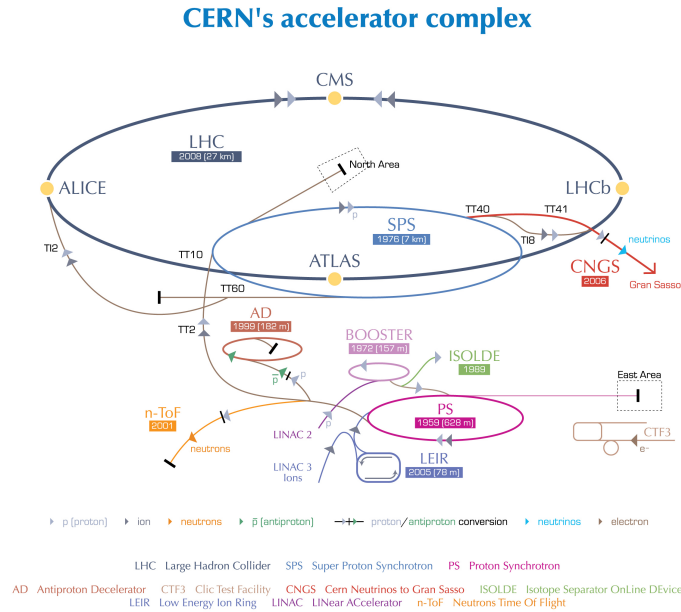 CERN's accelerator complex
CMS
LHC
2008 (27 km)
North Area
ALICE
LHCb
p
TT40
TT41
SPS
1976 (7 km)
TI2
TT10
TI8
neutrinos
ATLAS
CNGS
2006
Gran Sasso
TT60
AD
1999 (182 m)
TT2
BOOSTER
1972 (157 m)
ISOLDE
1989
p̅
p
East Area
n-ToF
2001
p
PS
1959 (628 m)
LINAC 2
neutrons
CTF3
e–
LINAC 3
Ions
LEIR
2005 (78 m)
p (proton)
ion
neutrons
p̅ (antiproton)
proton/antiproton conversion
neutrinos
electron
LHC Large Hadron Collider SPS Super Proton Synchrotron PS Proton Synchrotron
AD Antiproton Decelerator CTF3 Clic Test Facility CNGS Cern Neutrinos to Gran Sasso ISOLDE Isotope Separator OnLine DEvice
LEIR Low Energy Ion Ring LINAC LINear ACcelerator n-ToF Neutrons Time Of Flight